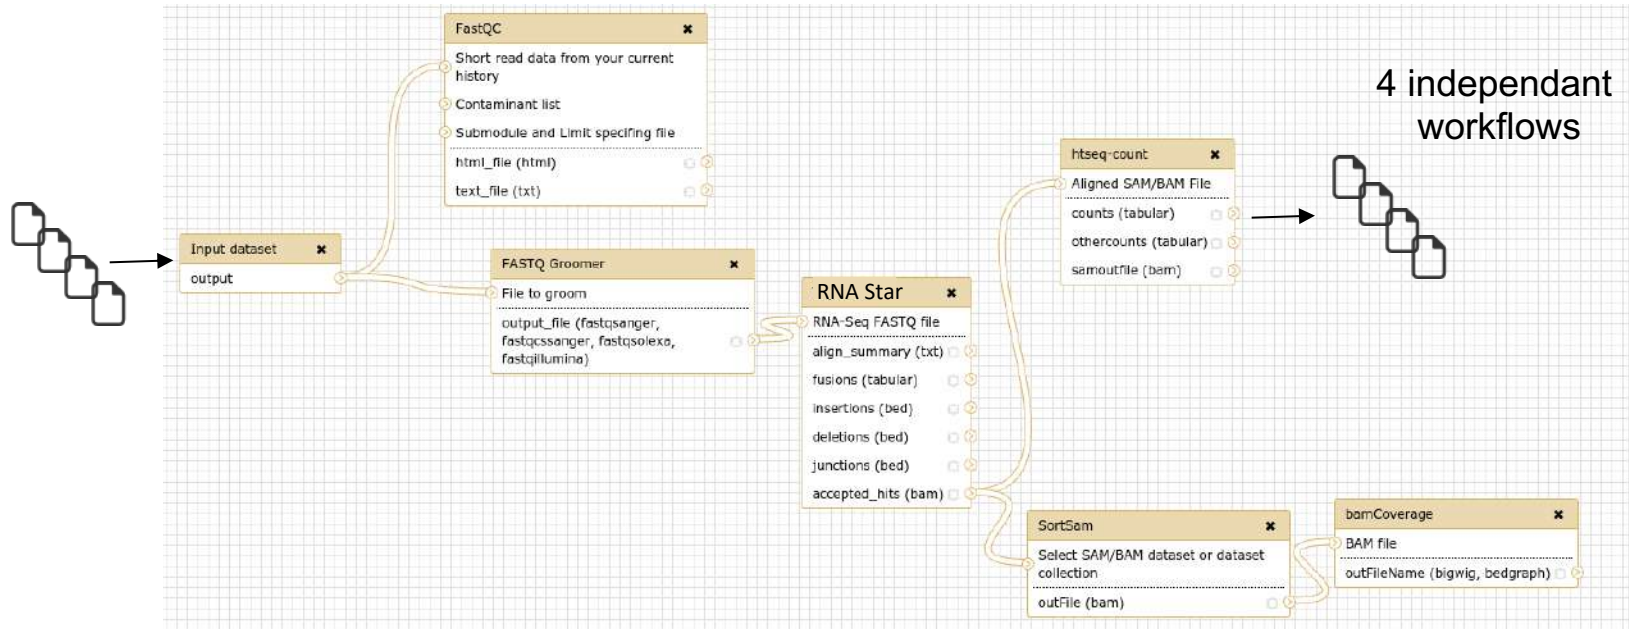 FastQC
Short read data from your current
history
Contaminant list
Submodule and Limit specifing file
html_file (html)
text_file (txt)
4 independant
workflows
htseq-count
Aligned SAM/BAM File
counts (tabular)
othercounts (tabular)
samoutfile (bam)
Input dataset
output
FASTQ Groomer
File to groom
output_file (fastqsanger,
fastqcssanger, fastqsolexa,
fastqillumina)
RNA Star
RNA-Seq FASTQ file
align_summary (txt)
fusions (tabular)
insertions (bed)
deletions (bed)
junctions (bed)
accepted_hits (bam)
SortSam
Select SAM/BAM dataset or dataset
collection
outFile (bam)
bamCoverage
BAM file
outFileName (bigwig, bedgraph)